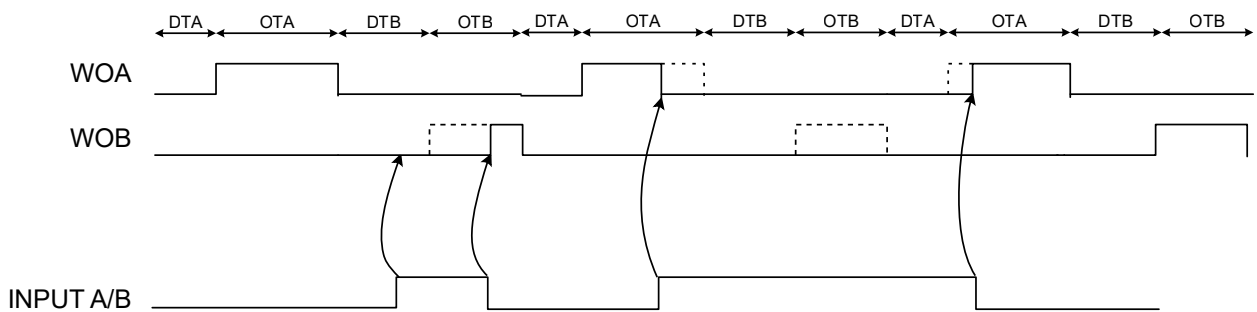 DTA OTA DTB OTB DTA OTA DTB OTB DTA OTA DTB OTB
WOA
WOB
INPUT A/B